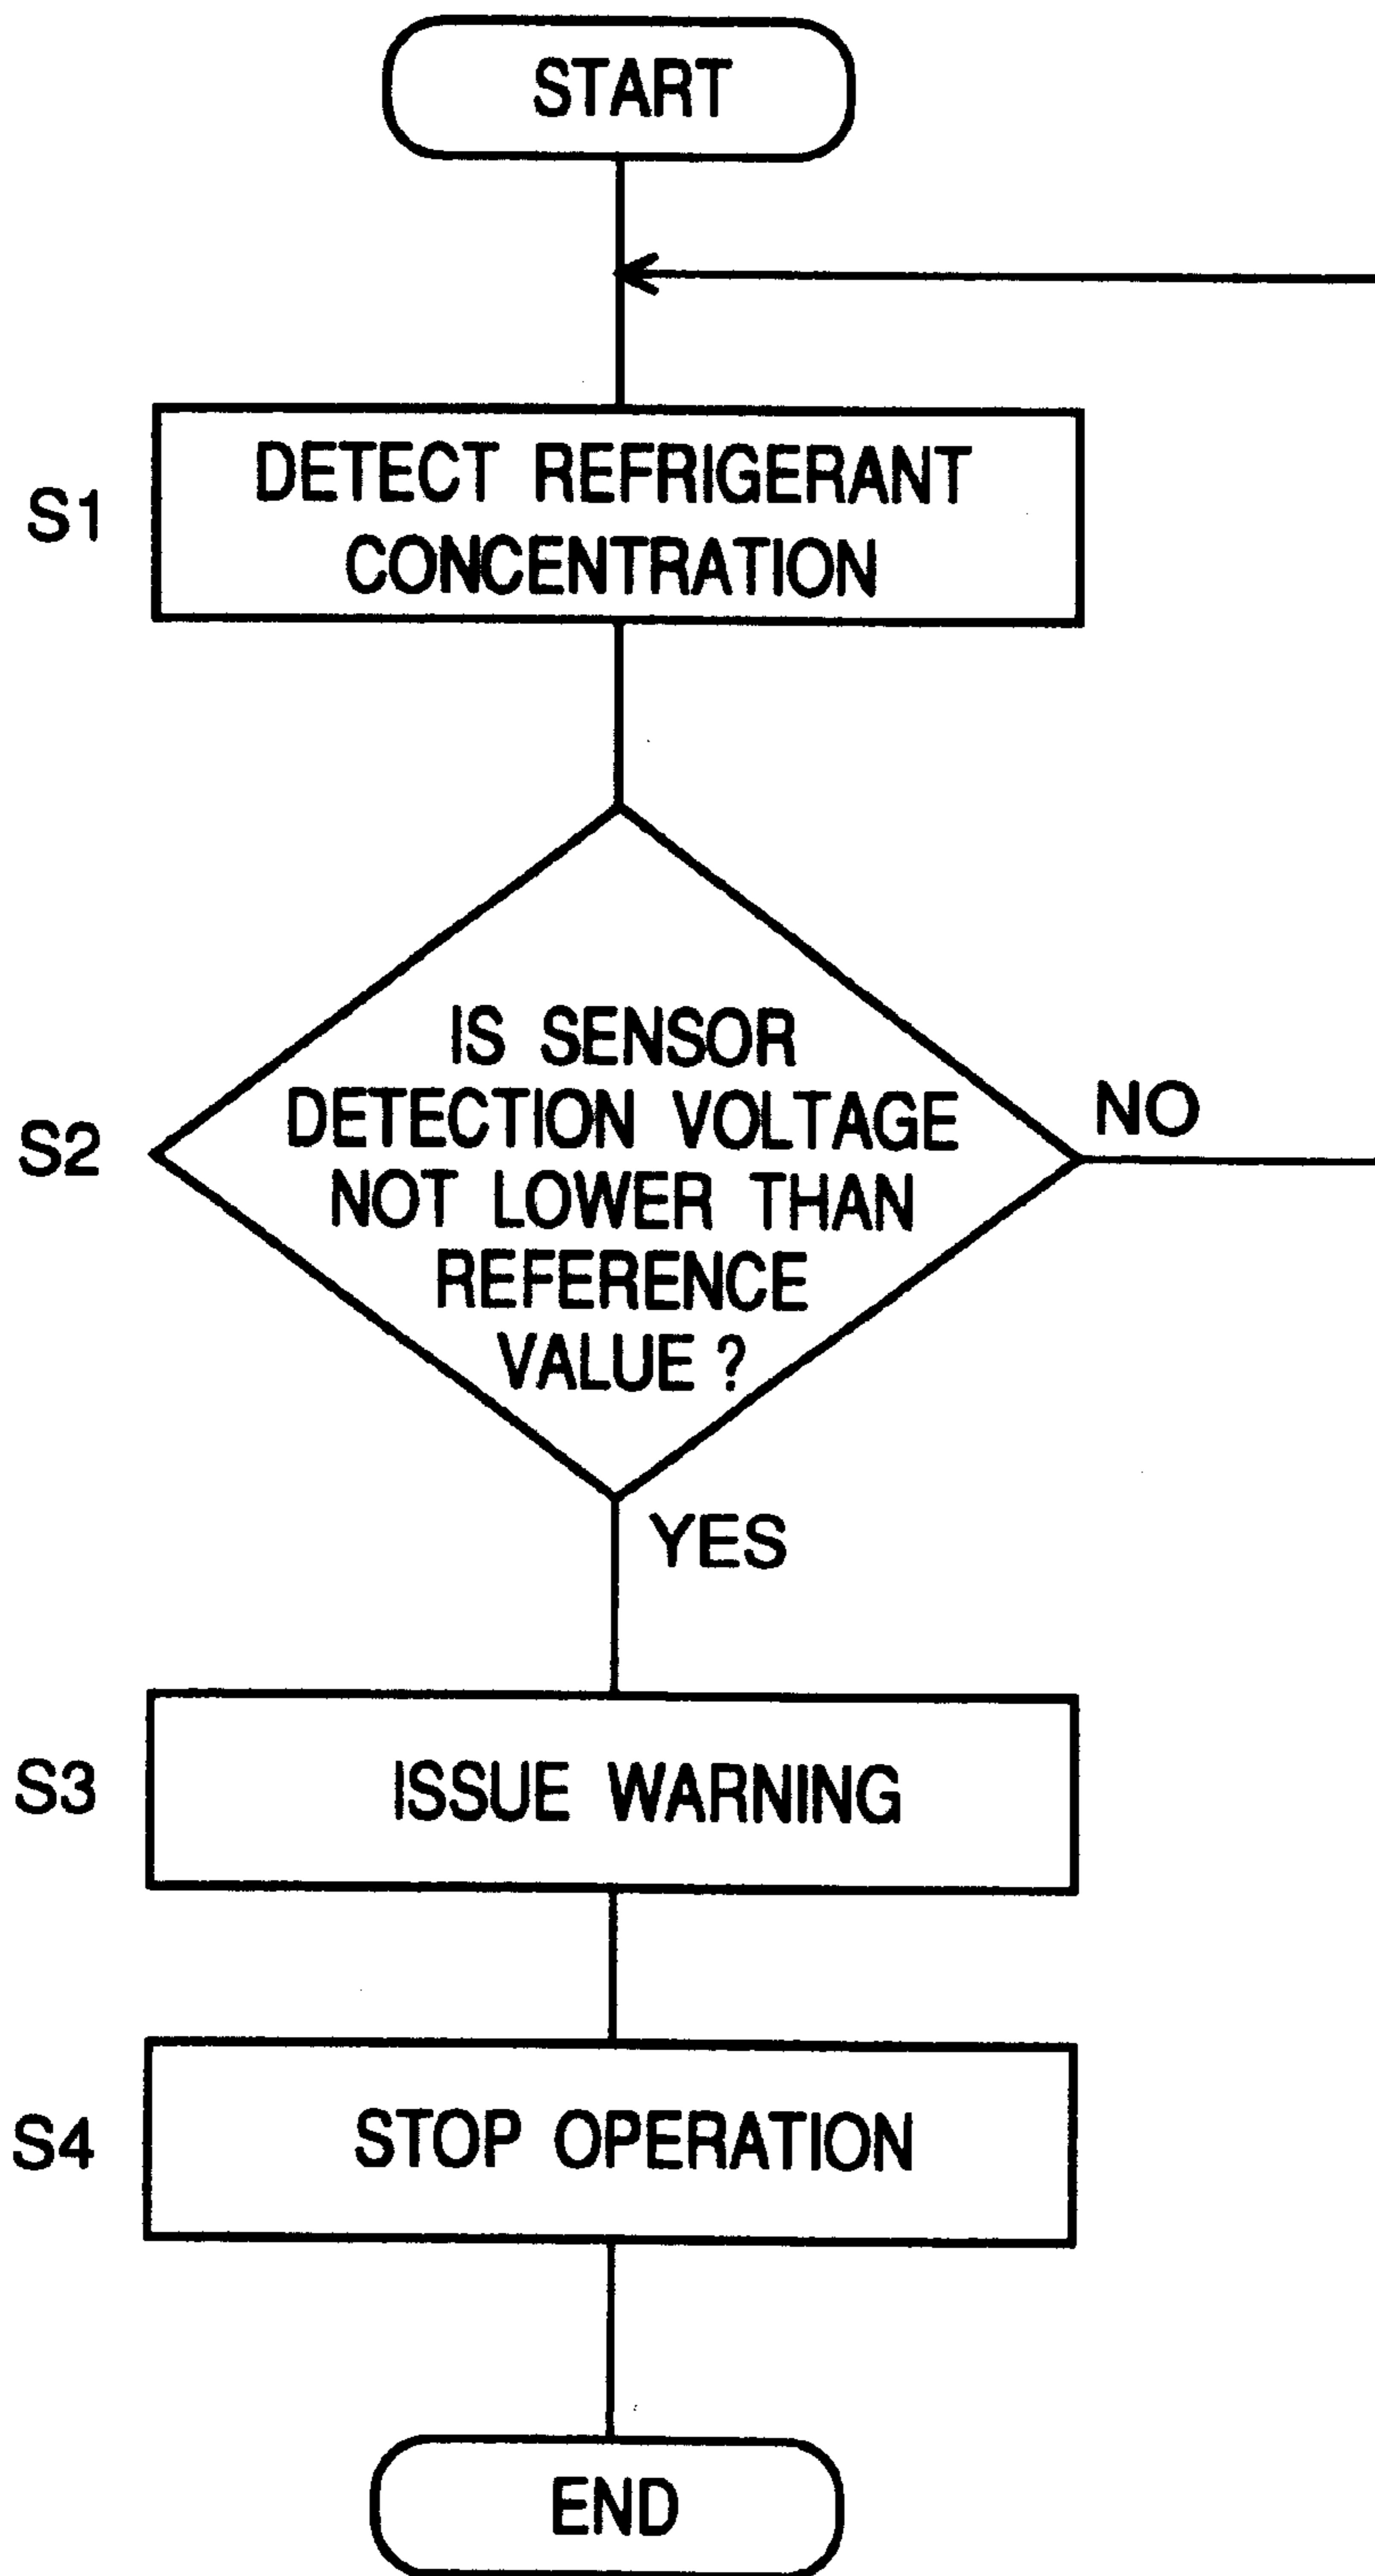 START
S1
DETECT REFRIGERANT
CONCENTRATION
S2
IS SENSOR
DETECTION VOLTAGE
NOT LOWER THAN
REFERENCE
VALUE ?
NO
YES
S3
ISSUE WARNING
S4
STOP OPERATION
END